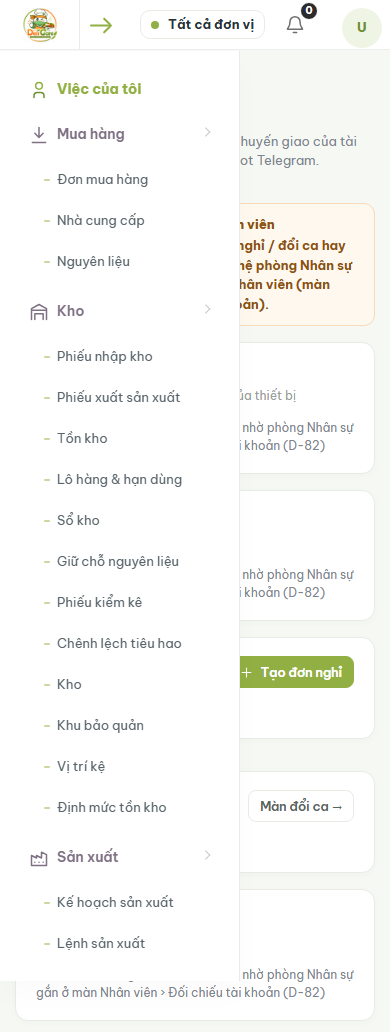 Tất cả đơn vị
0
U
Việc của tôi
Mua hàng
Đơn mua hàng
Nhà cung cấp
Nguyên liệu
Kho
Phiếu nhập kho
Phiếu xuất sản xuất
Tồn kho
Lô hàng & hạn dùng
Sổ kho
Giữ chỗ nguyên liệu
Phiếu kiểm kê
Chênh lệch tiêu hao
Kho
Khu bảo quản
Vị trí kệ
Định mức tồn kho
Sản xuất
Kế hoạch sản xuất
Lệnh sản xuất
huyển giao của tài
ot Telegram.
n viên
nghỉ / đổi ca hay
hệ phòng Nhân sự
hân viên (màn
oản).
ủa thiết bị
nhờ phòng Nhân sự
i khoản (D-82)
nhờ phòng Nhân sự
i khoản (D-82)
+ Tạo đơn nghỉ
Màn đổi ca →
nhờ phòng Nhân sự
gắn ở màn Nhân viên › Đối chiếu tài khoản (D-82)